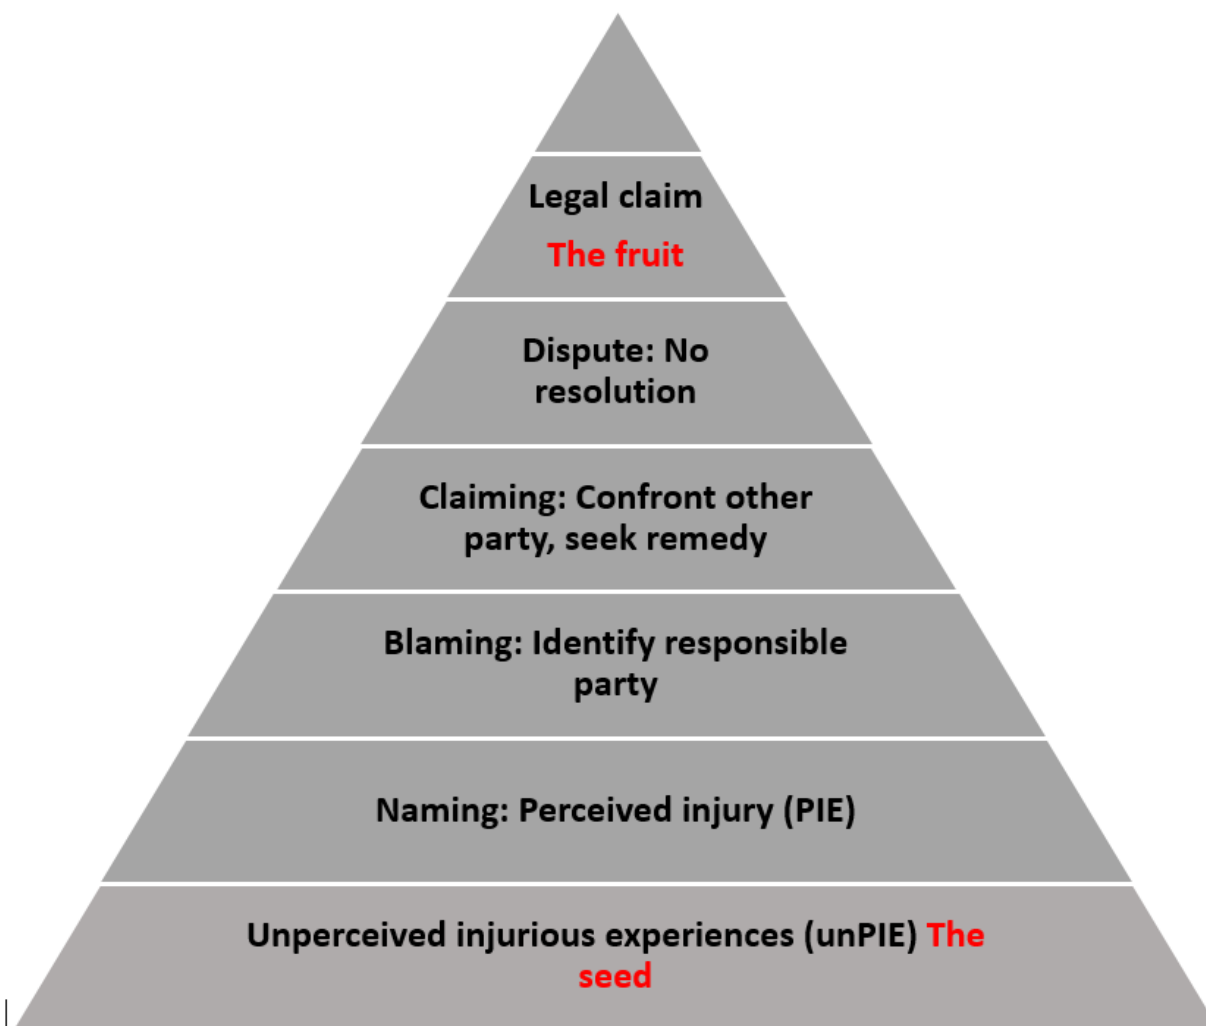 Legal claim
The fruit
Dispute: No
resolution
Claiming: Confront other
party, seek remedy
Blaming: Identify responsible
party
Naming: Perceived injury (PIE)
Unperceived injurious experiences (unPIE) The
seed